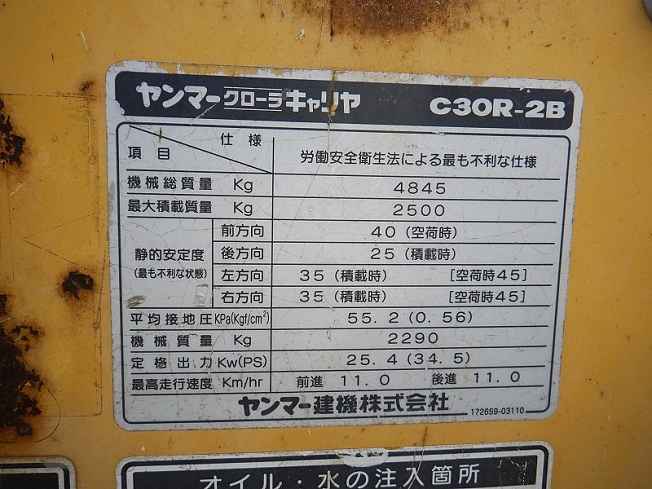 ヤンマークローラキャリヤ C30R-2B
仕様
項目 労働安全衛生法による最も不利な仕様
機械総質量 Kg 4845
最大積載質量 Kg 2500
前方向 40(空荷時)
静的安定度 後方向 25(積載時)
(最も不利な状態) 左方向 35(積載時) [空荷時45]
右方向 35(積載時) [空荷時45]
平均接地圧 KPa(Kgf/cm²) 55.2(0.56)
機械質量 Kg 2290
定格出力 Kw(PS) 25.4(34.5)
最高走行速度 Km/hr 前進 11.0 後進 11.0
ヤンマー建機株式会社 172659-03110
オイル・水の注入箇所